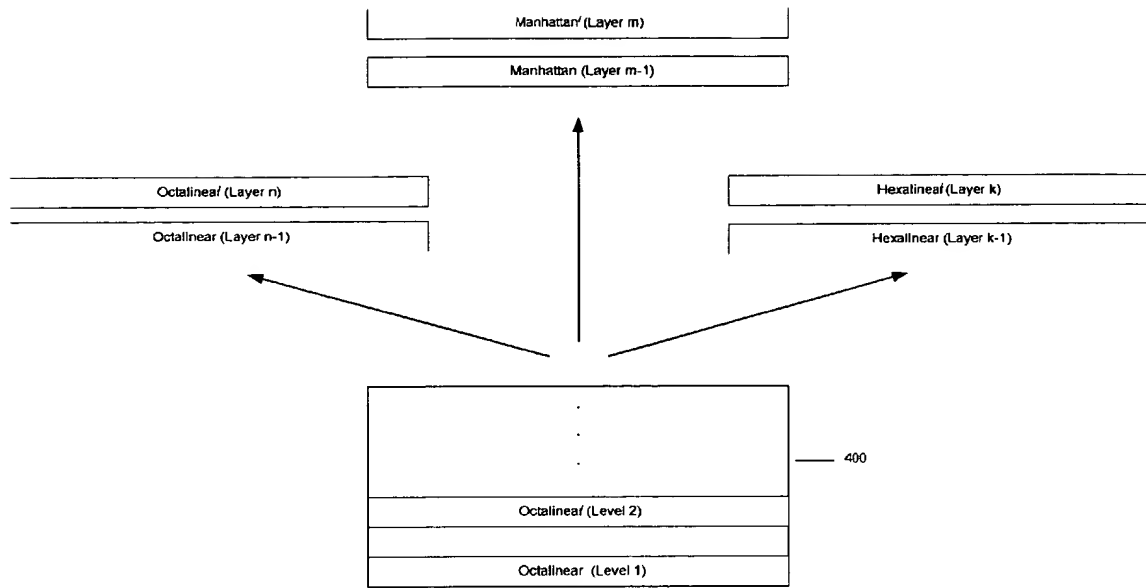 Manhattan' (Layer m)
Manhattan (Layer m-1)
Octalinear' (Layer n)
Octalinear (Layer n-1)
Hexalinear' (Layer k)
Hexalinear (Layer k-1)
400
Octalinear' (Level 2)
Octalinear (Level 1)